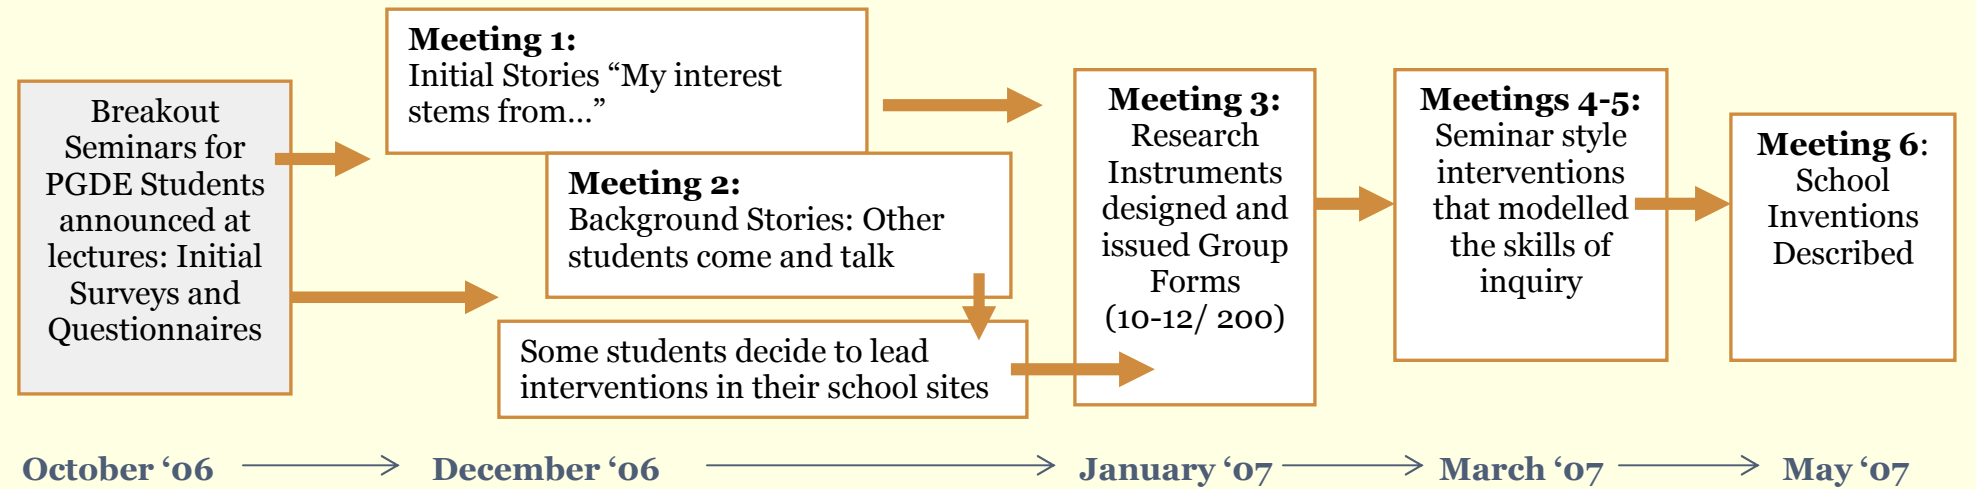 Breakout
Seminars for
PGDE Students
announced at
lectures: Initial
Surveys and
Questionnaires
Meeting 1:
Initial Stories “My interest
stems from…”
Meeting 2:
Background Stories: Other
students come and talk
Some students decide to lead
interventions in their school sites
Meeting 3:
Research
Instruments
designed and
issued Group
Forms
(10-12/ 200)
Meetings 4-5:
Seminar style
interventions
that modelled
the skills of
inquiry
Meeting 6:
School
Inventions
Described
October ‘06
December ‘06
January ‘07
March ‘07
May ‘07